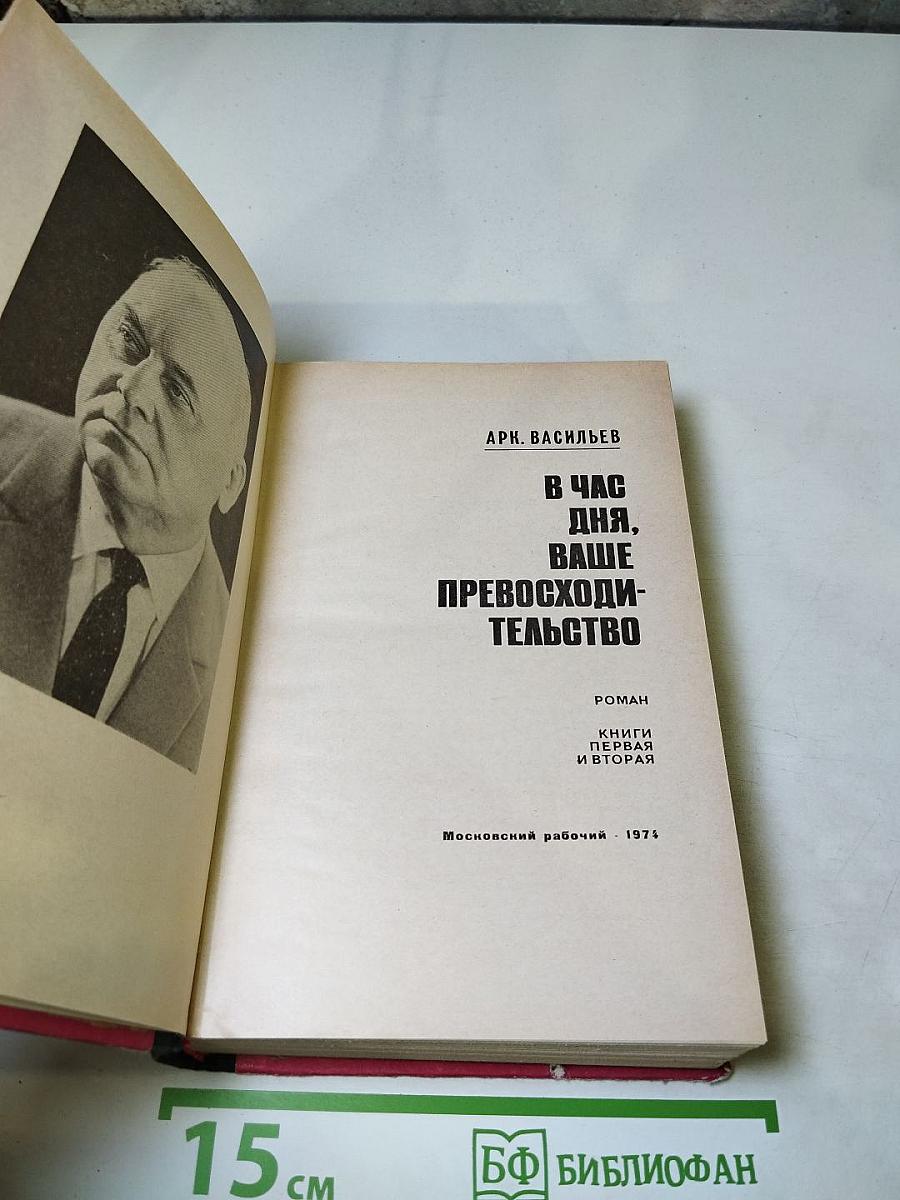 АРК. ВАСИЛЬЕВ
В ЧАС
ДНЯ,
ВАШЕ
ПРЕВОСХОДИ-
ТЕЛЬСТВО
РОМАН
КНИГИ
ПЕРВАЯ
И ВТОРАЯ
Московский рабочий · 1974
15 см
БФ БИБЛИОФАН